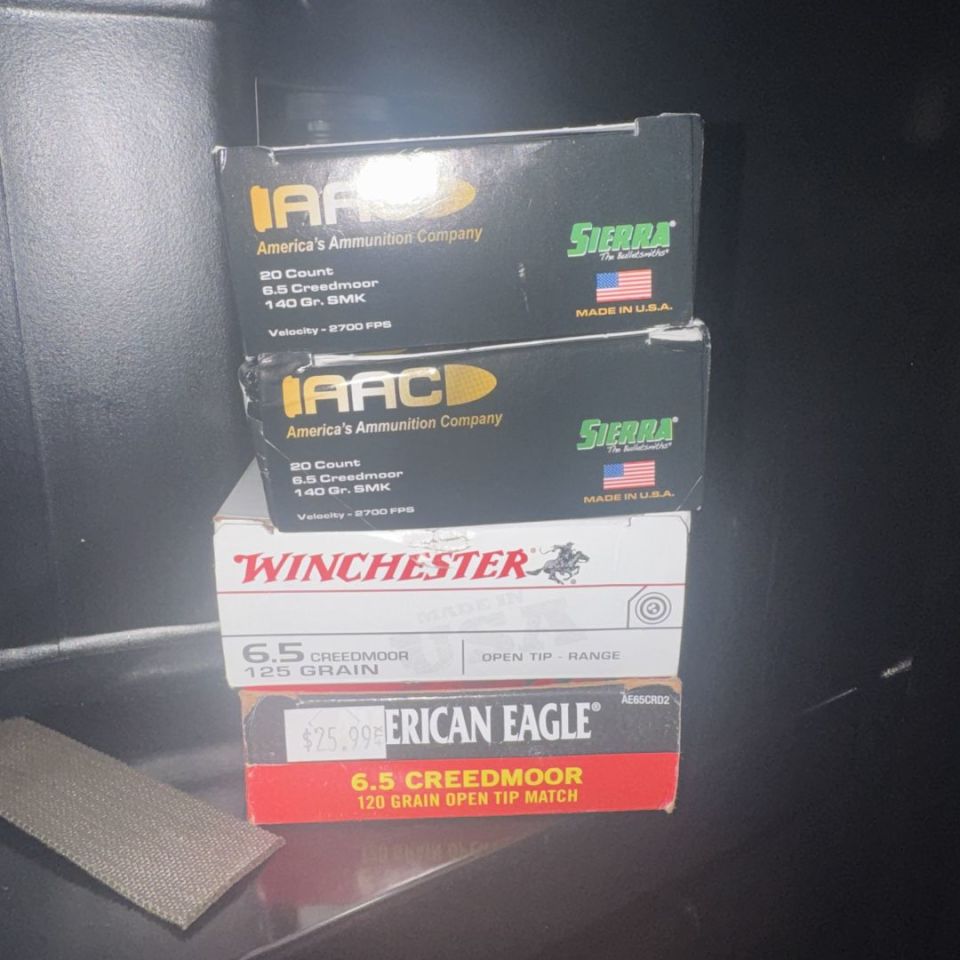 America's Ammunition Company
20 Count
6.5 Creedmoor
140 Gr. SMK
Velocity - 2700 FPS
SIERRA®
The Bulletsmiths®
MADE IN U.S.A.
AAC
America's Ammunition Company
20 Count
6.5 Creedmoor
140 Gr. SMK
Velocity - 2700 FPS
SIERRA®
The Bulletsmiths®
MADE IN U.S.A.
WINCHESTER®
MADE IN
USA
6.5 CREEDMOOR
125 GRAIN
OPEN TIP - RANGE
AE65CRD2
$25.99
ERICAN EAGLE®
6.5 CREEDMOOR
120 GRAIN OPEN TIP MATCH